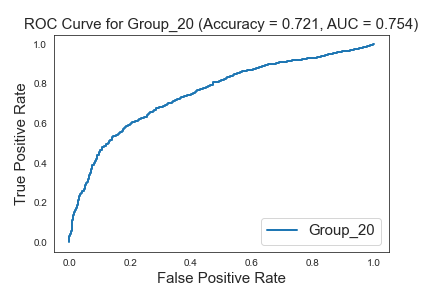 ROC Curve for Group_20 (Accuracy = 0.721, AUC = 0.754)
1.0
0.8
0.6
0.4
0.2
0.0
True Positive Rate
Group_20
0.0 0.2 0.4 0.6 0.8 1.0
False Positive Rate